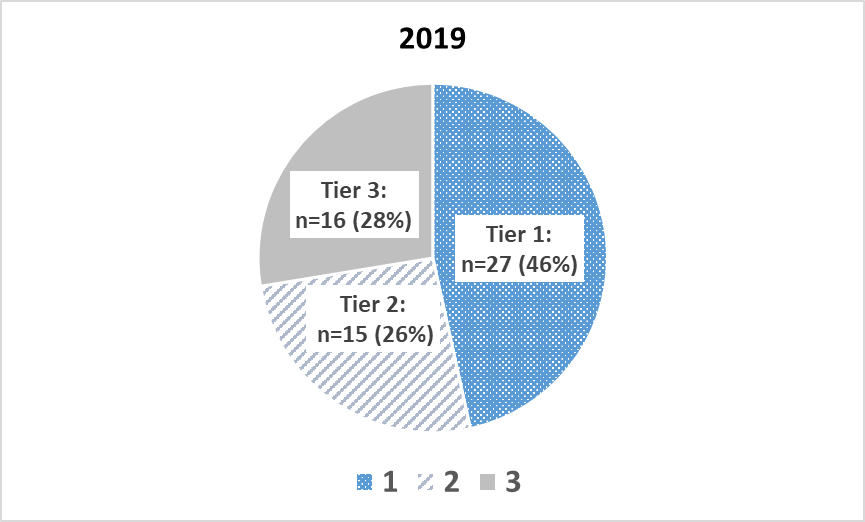 2019
Tier 3:
n=16 (28%)
Tier 1:
n=27 (46%)
Tier 2:
n=15 (26%)
1 2 3